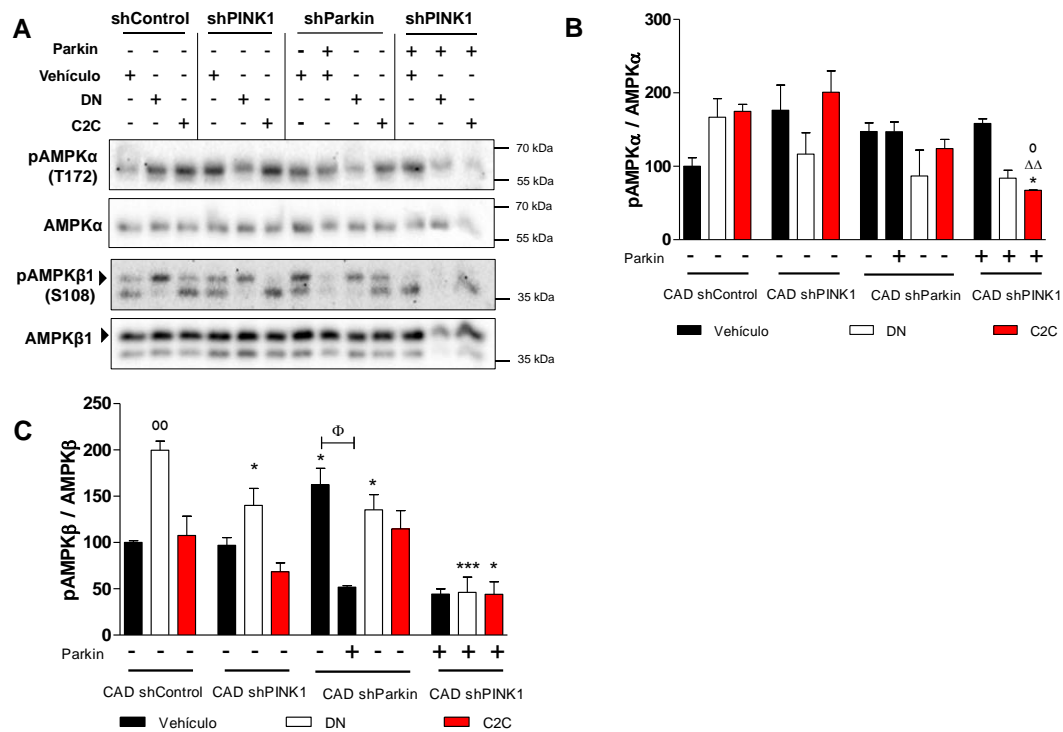 A
shControl shPINK1 shParkin shPINK1
Parkin - - - - - - - + - - + + +
Vehículo + - - + - - + + - - + - -
DN - + - - + - - - + - - + -
C2C - - + - - + - - - + - - +
pAMPKα
(T172)
70 kDa
55 kDa
AMPKα
70 kDa
55 kDa
pAMPKβ1
(S108)
35 kDa
AMPKβ1
35 kDa
B
pAMPKα / AMPKα
300
200
100
0
o
ΔΔ
*
Parkin - - - - - - - + - - + + +
CAD shControl CAD shPINK1 CAD shParkin CAD shPINK1
Vehículo DN C2C
C
pAMPKβ / AMPKβ
250
200
150
100
50
0
oo
*
* Φ
*
*** *
Parkin - - - - - - - + - - + + +
CAD shControl CAD shPINK1 CAD shParkin CAD shPINK1
Vehículo DN C2C